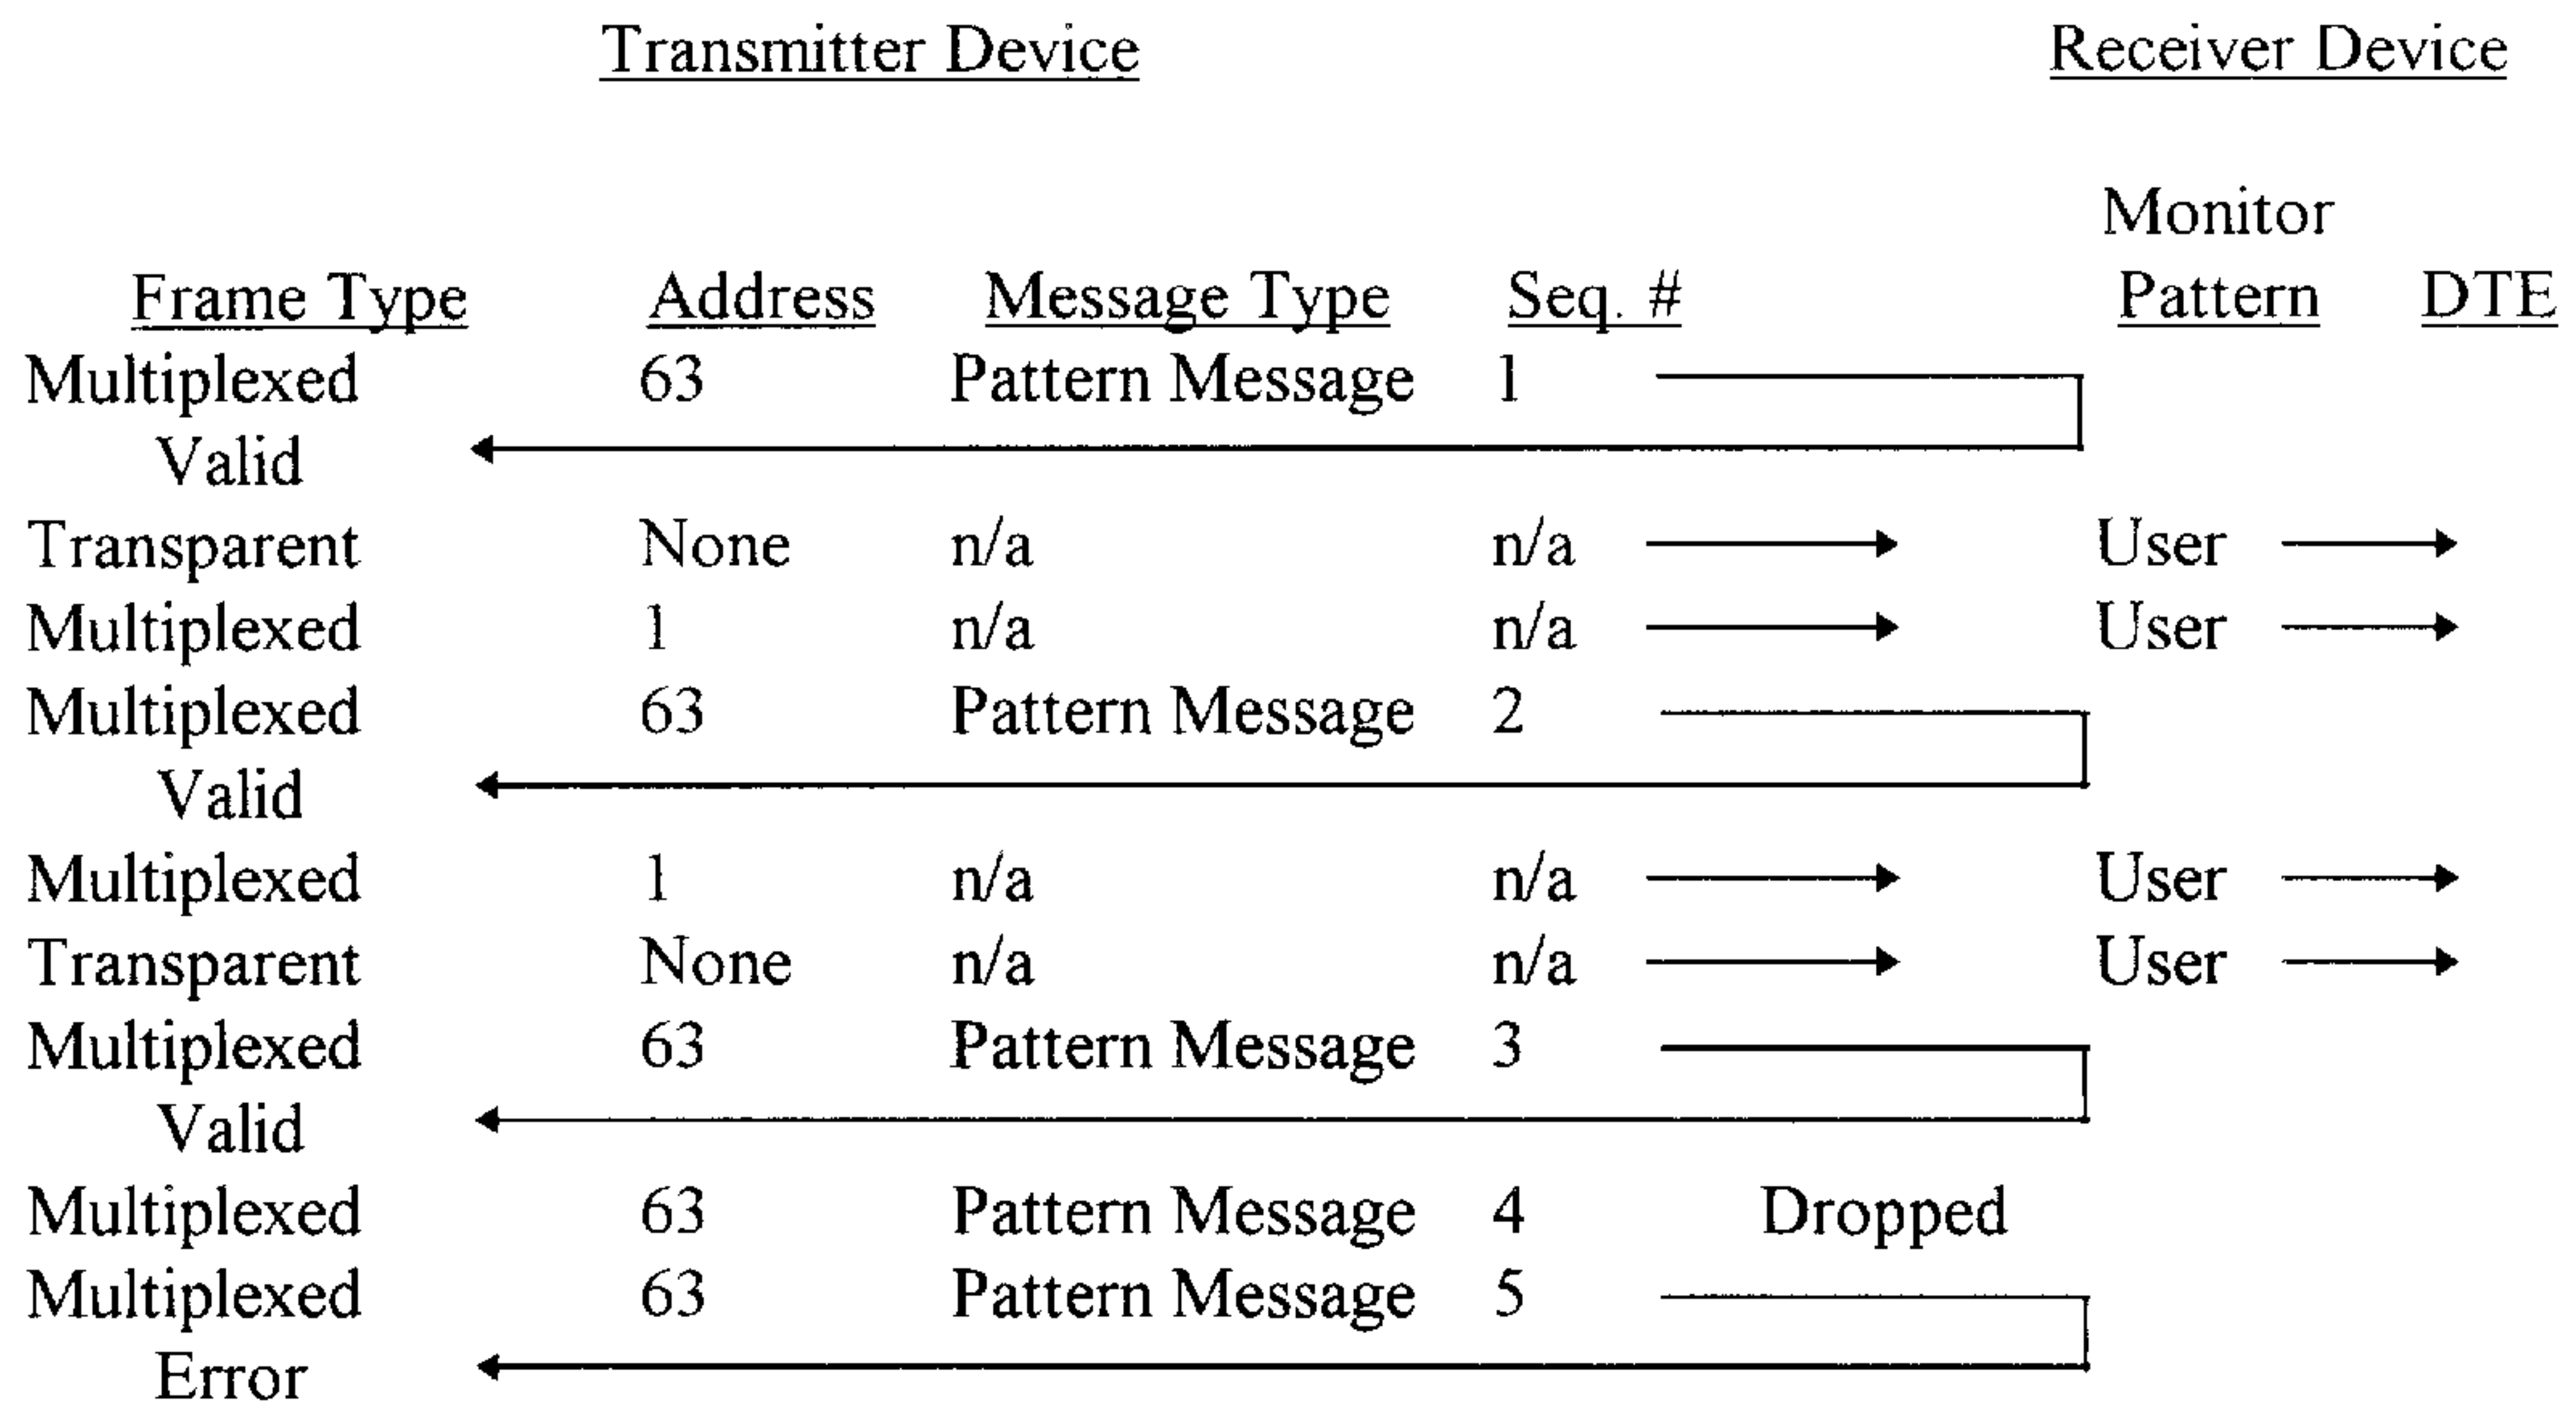 Transmitter Device Receiver Device
Monitor
Frame Type Address Message Type Seq. # Pattern DTE
Multiplexed 63 Pattern Message 1
Valid
Transparent None n/a n/a User
Multiplexed 1 n/a n/a User
Multiplexed 63 Pattern Message 2
Valid
Multiplexed 1 n/a n/a User
Transparent None n/a n/a User
Multiplexed 63 Pattern Message 3
Valid
Multiplexed 63 Pattern Message 4 Dropped
Multiplexed 63 Pattern Message 5
Error